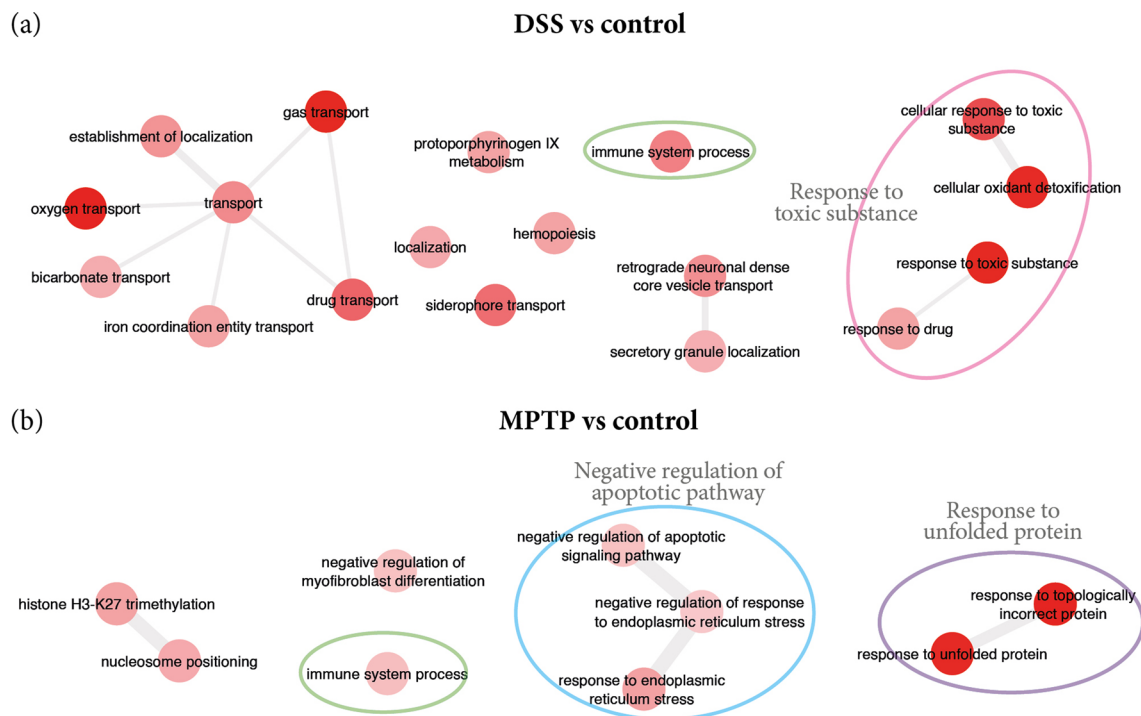 (a)
DSS vs control
gas transport
establishment of localization
oxygen transport
transport
bicarbonate transport
iron coordination entity transport
drug transport
protoporphyrinogen IX
metabolism
immune system process
localization
hemopoiesis
siderophore transport
retrograde neuronal dense
core vesicle transport
secretory granule localization
Response to
toxic substance
cellular response to toxic
substance
cellular oxidant detoxification
response to toxic substance
response to drug
(b)
MPTP vs control
histone H3-K27 trimethylation
nucleosome positioning
negative regulation of
myofibroblast differentiation
immune system process
Negative regulation of
apoptotic pathway
negative regulation of apoptotic
signaling pathway
negative regulation of response
to endoplasmic reticulum stress
response to endoplasmic
reticulum stress
Response to
unfolded protein
response to topologically
incorrect protein
response to unfolded protein